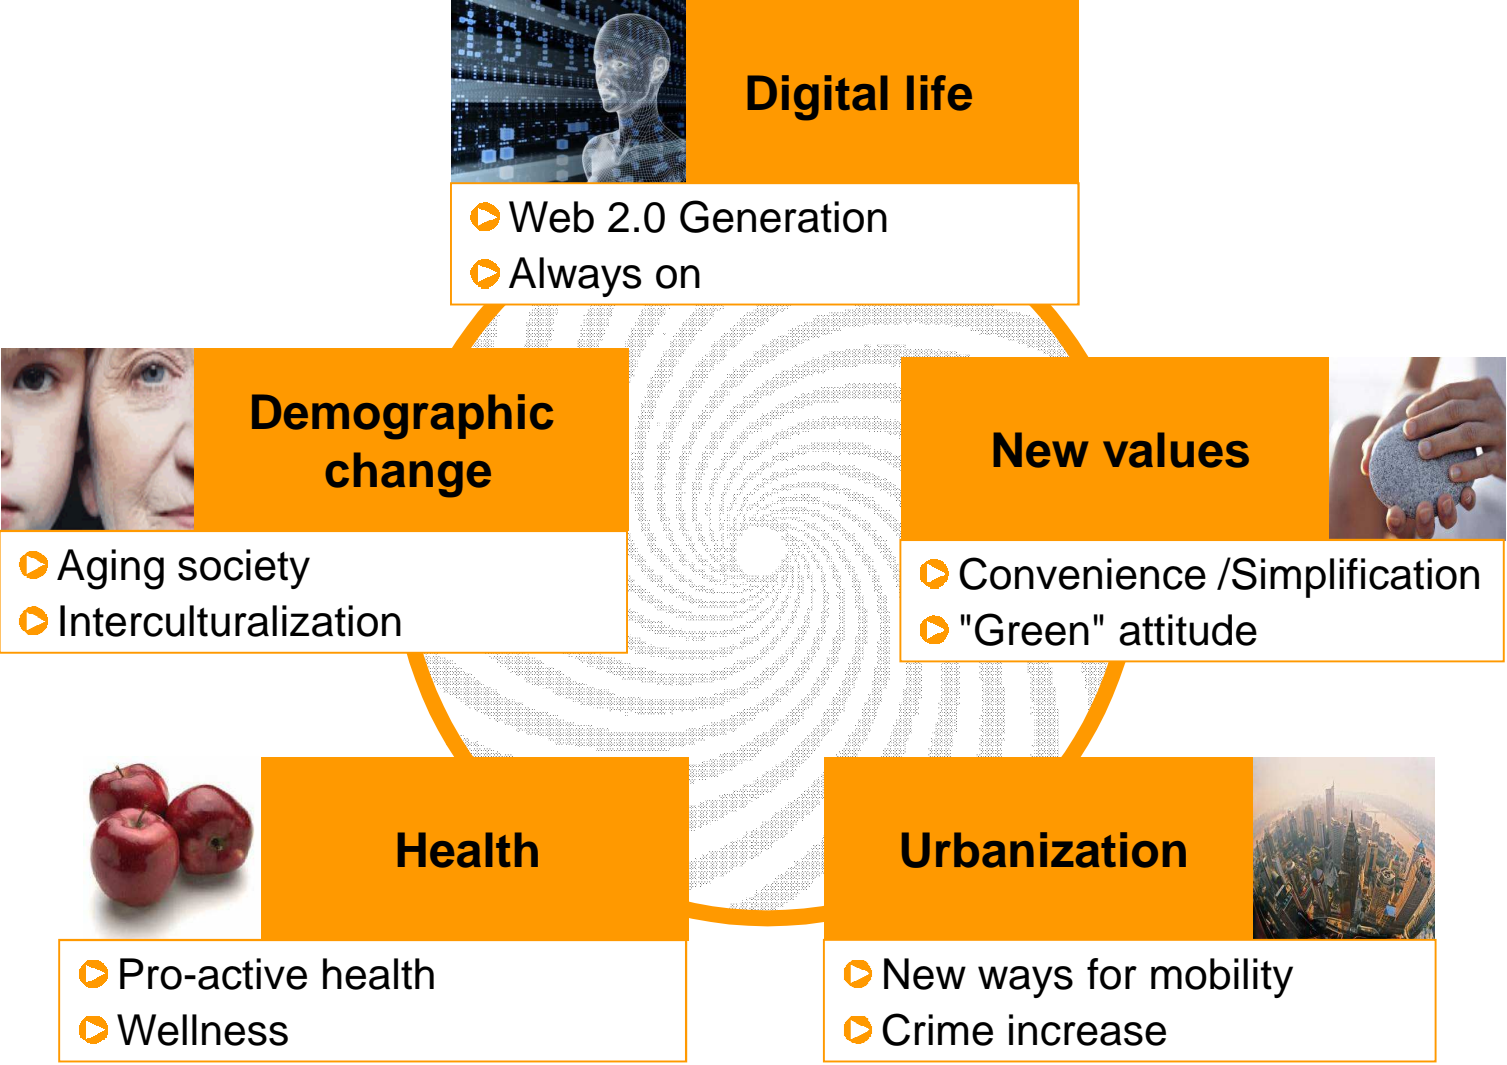 Digital life
Web 2.0 Generation
Always on
Demographic
change
Aging society
Interculturalization
New values
Convenience /Simplification
"Green" attitude
Health
Pro-active health
Wellness
Urbanization
New ways for mobility
Crime increase